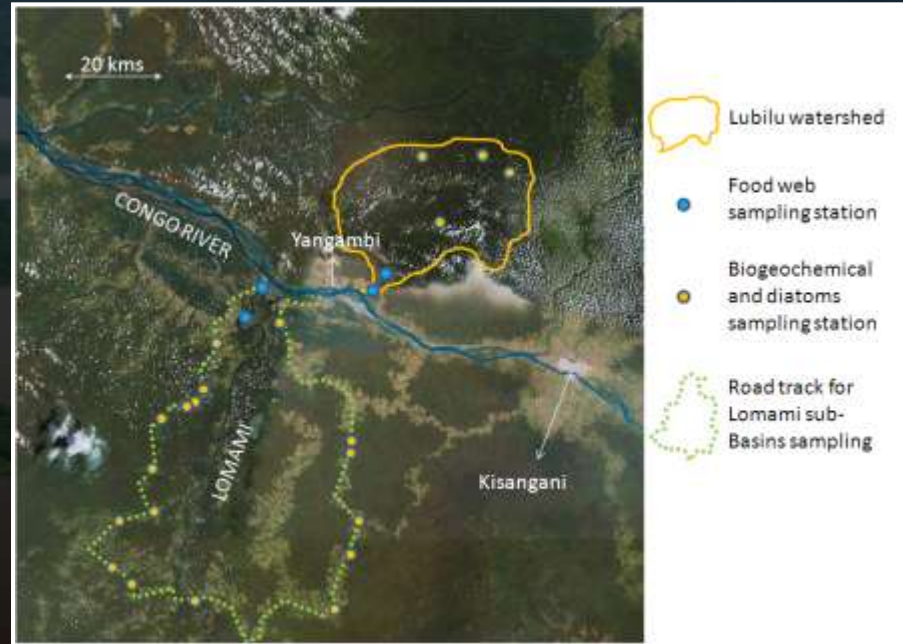 20 kms
CONGO RIVER
Yangambi
LOMAMI
Kisangani
Lubilu watershed
Food web
sampling station
Biogeochemical
and diatoms
sampling station
Road track for
Lomami sub-
Basins sampling